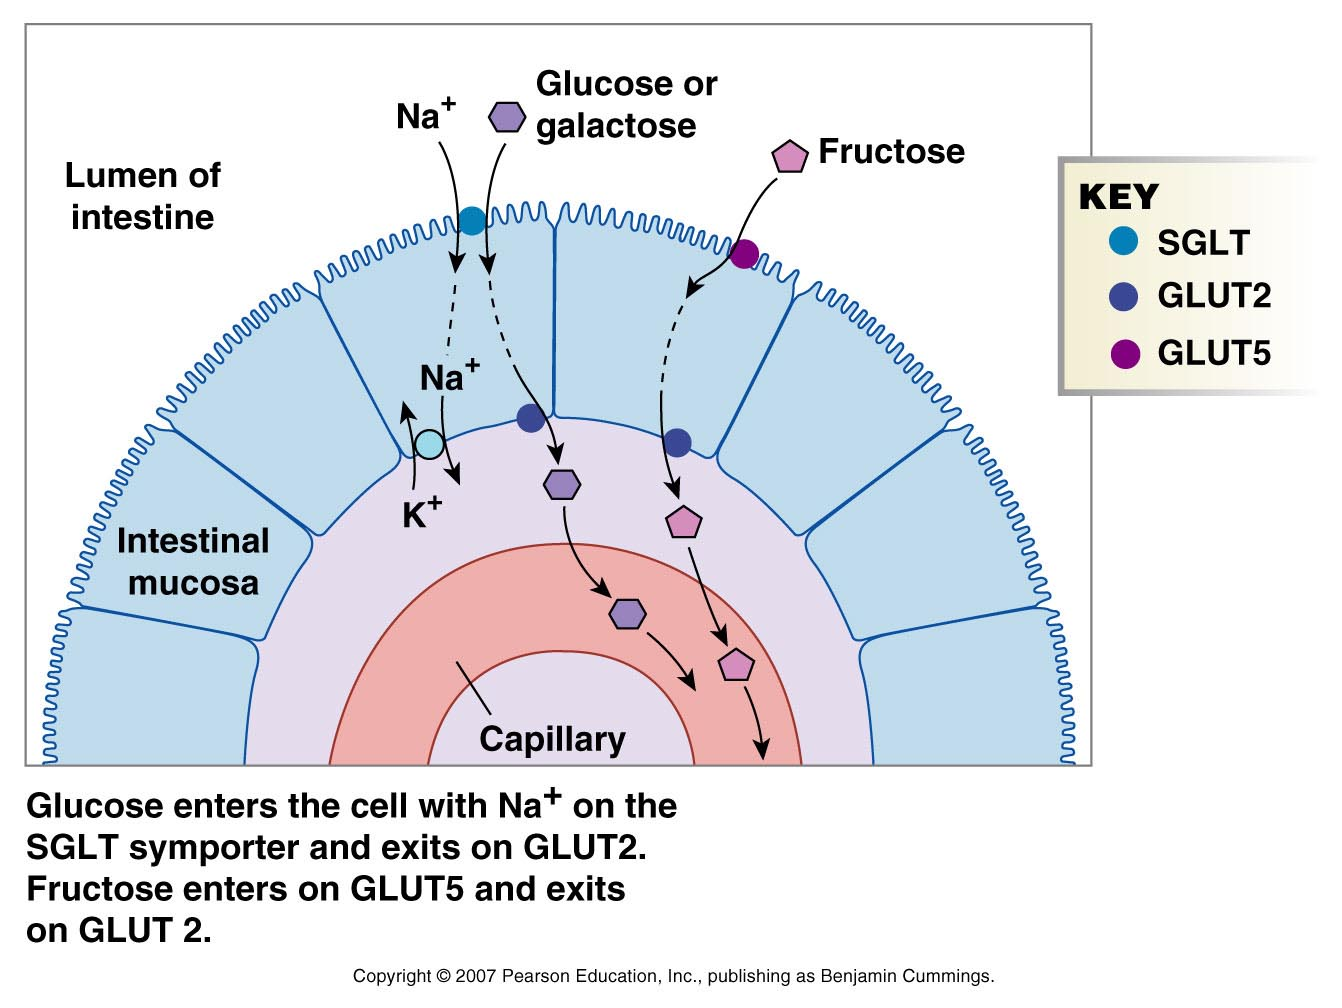 Glucose or
galactose
Na+
Fructose
Lumen of
intestine
KEY
SGLT
GLUT2
GLUT5
Na+
K+
Intestinal
mucosa
Capillary
Glucose enters the cell with Na+ on the
SGLT symporter and exits on GLUT2.
Fructose enters on GLUT5 and exits
on GLUT 2.
Copyright © 2007 Pearson Education, Inc., publishing as Benjamin Cummings.